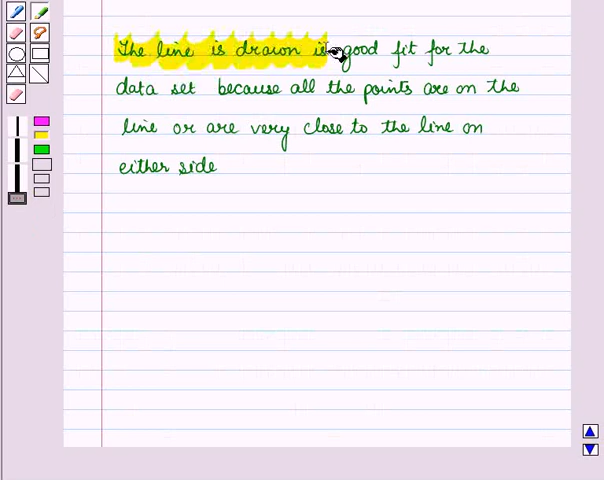 The line is drawn is good fit for the
data set because all the points are on the
line or are very close to the line on
either side